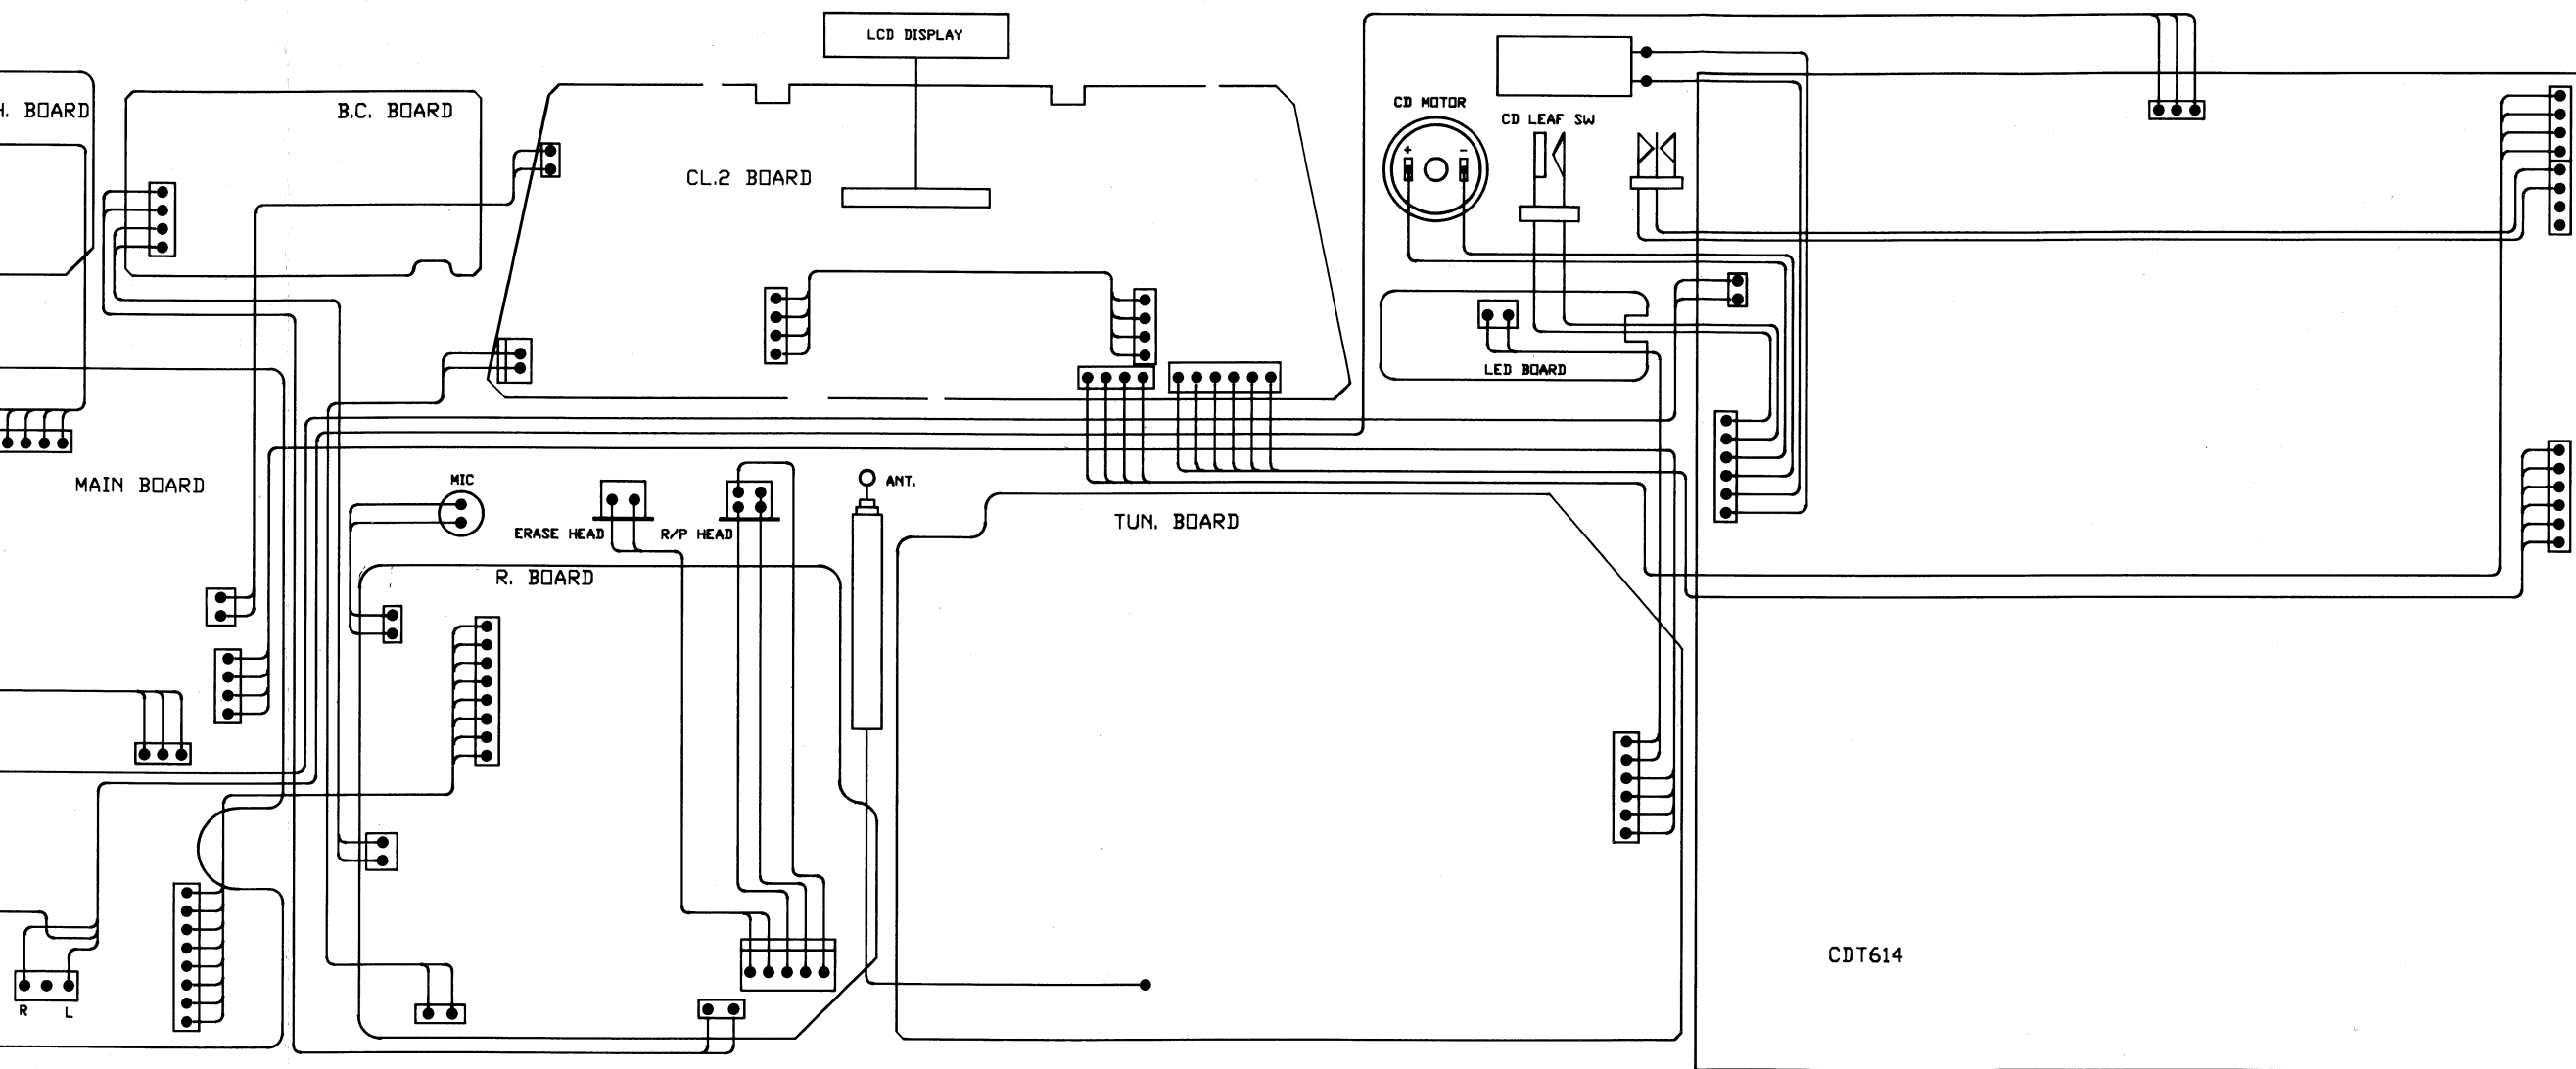 LCD DISPLAY
H. BOARD
B.C. BOARD
CD MOTOR
+ −
CD LEAF SW
CL.2 BOARD
LED BOARD
MAIN BOARD
MIC
ANT.
ERASE HEAD
R/P HEAD
TUN. BOARD
R. BOARD
CDT614
R L